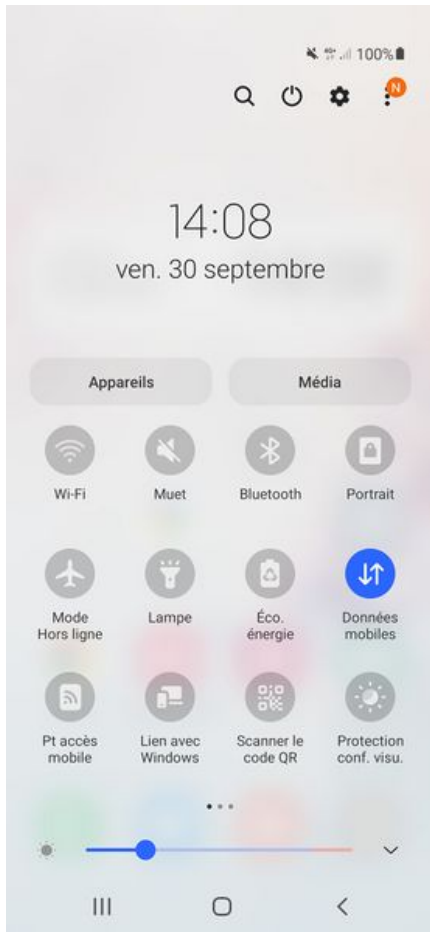 4G+ 100%
N
14:08
ven. 30 septembre
Appareils Média
Wi-Fi Muet Bluetooth Portrait
Mode Lampe Éco. Données
Hors ligne énergie mobiles
Pt accès Lien avec Scanner le Protection
mobile Windows code QR conf. visu.